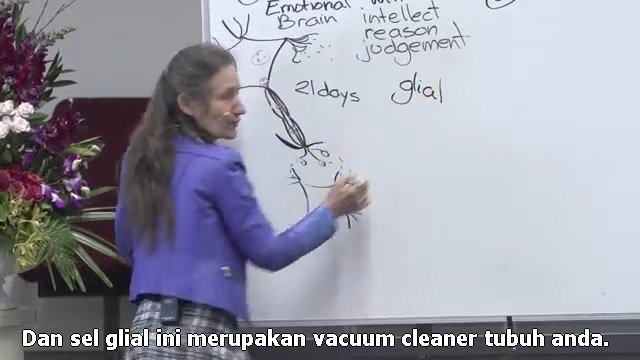 Emotional
Brain
intellect
reason
judgement
21 days
glial
Dan sel glial ini merupakan vacuum cleaner tubuh anda.